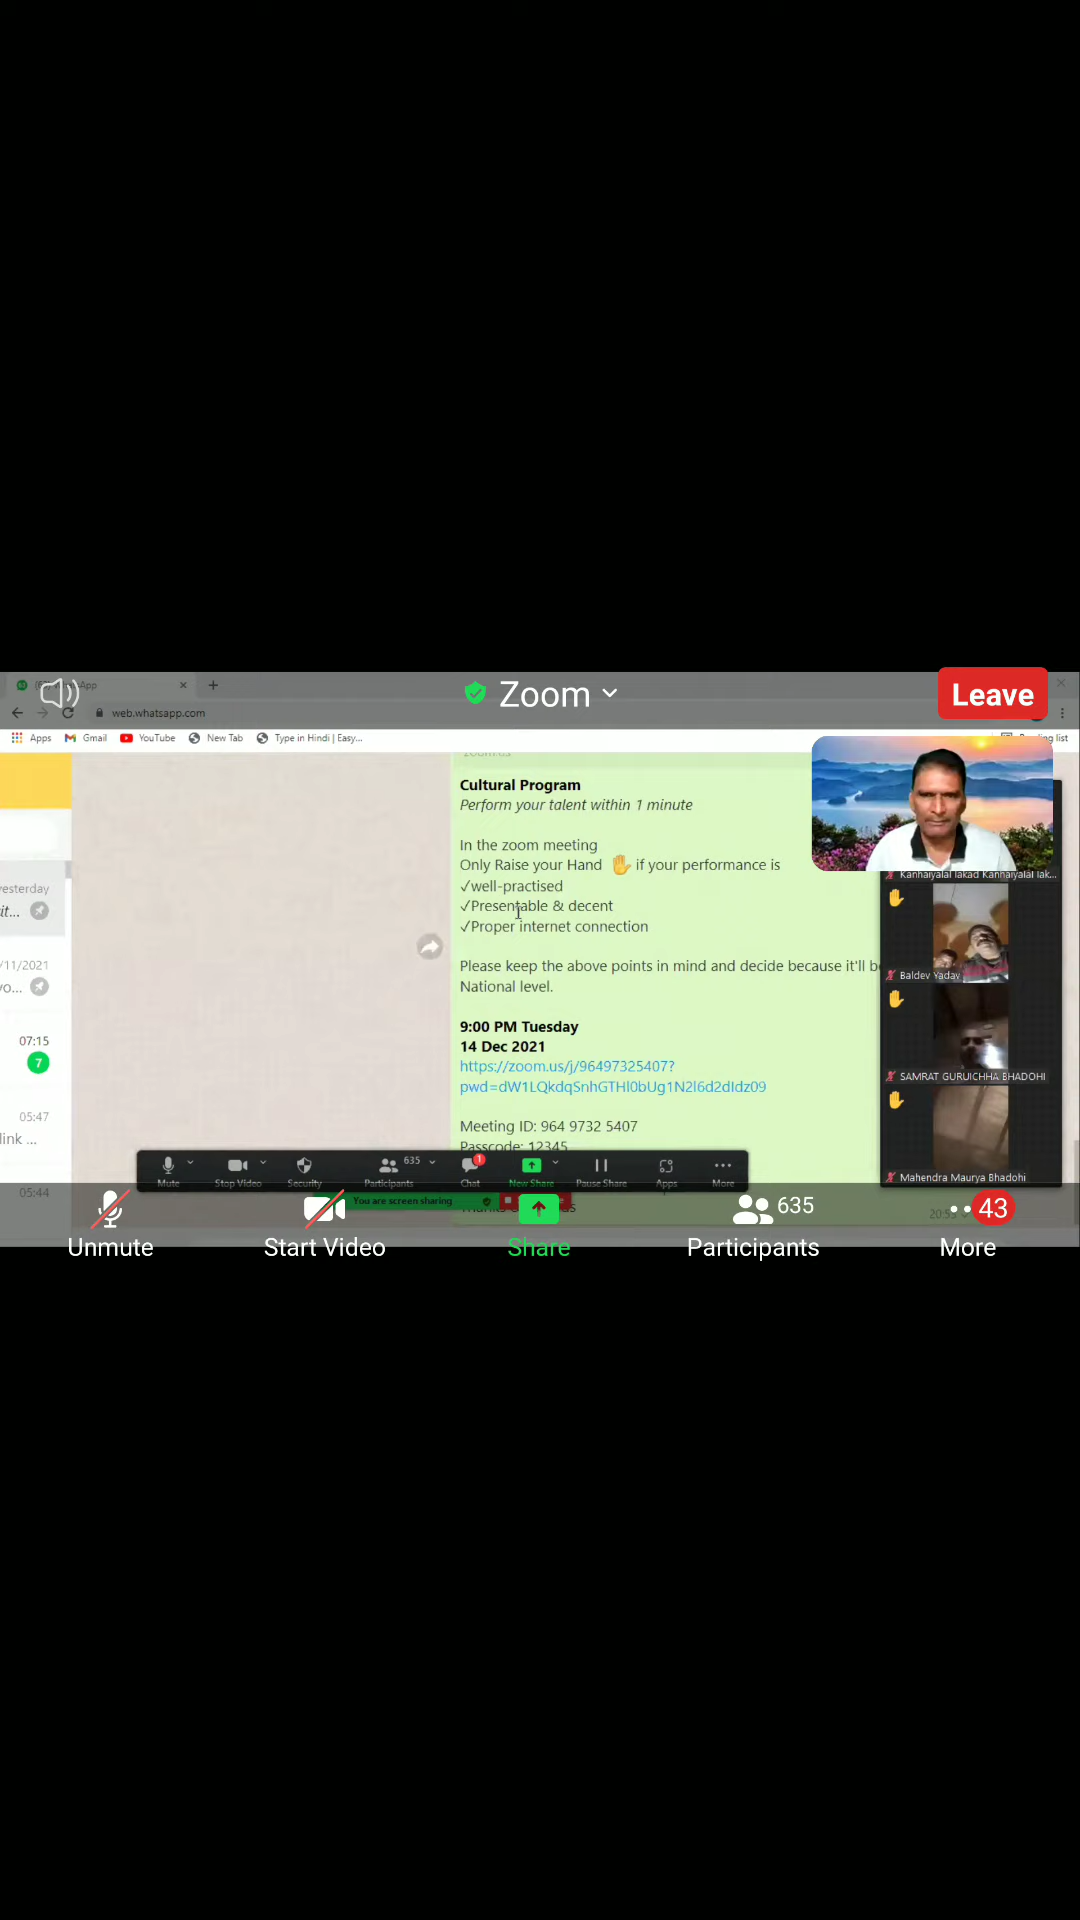 Zoom
Leave
web.whatsapp.com
Apps
Gmail
YouTube
New Tab
Type in Hindi | Easy...
list
zoom.us
Cultural Program
Perform your talent within 1 minute
In the zoom meeting
Only Raise your Hand ✋ if your performance is
✓well-practised
✓Presentable & decent
✓Proper internet connection
Please keep the above points in mind and decide because it'll b
National level.
9:00 PM Tuesday
14 Dec 2021
https://zoom.us/j/96497325407?
pwd=dW1LQkdqSnhGTHl0bUg1N2l6d2dIdz09
Meeting ID: 964 9732 5407
Passcode: 12345
yesterday
it...
/11/2021
/o...
07:15
7
05:47
link ...
05:44
Kanhaiyalal
Baldev Yadav
SAMRAT GURUICHHA BHADOHI
Mahendra Maurya Bhadohi
635
1
Mute
Stop Video
Security
Participants
Chat
New Share
Pause Share
Apps
More
You are screen sharing
635
43
Unmute
Start Video
Share
Participants
More